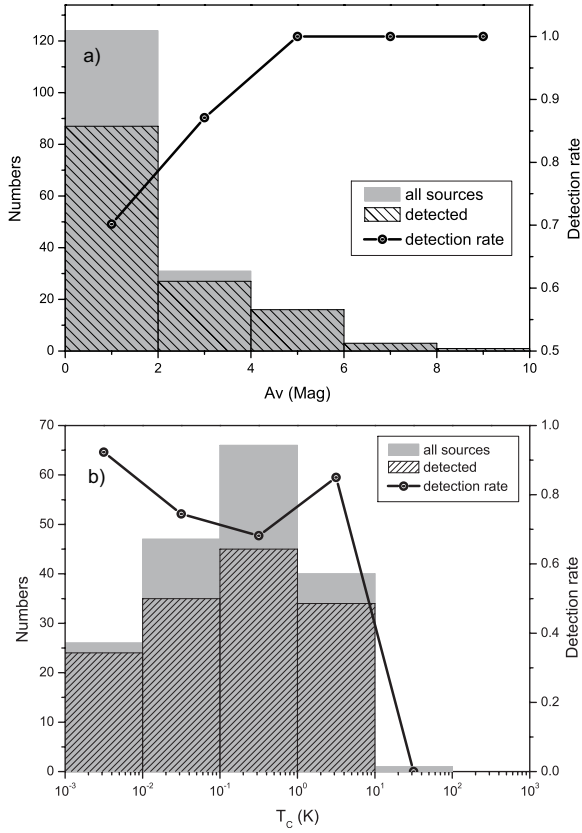 a)
120
100
80
60
40
20
0
Numbers
1.0
0.9
0.8
0.7
0.6
0.5
Detection rate
all sources
detected
detection rate
0 2 4 6 8 10
Av (Mag)
b)
70
60
50
40
30
20
10
0
Numbers
1.0
0.8
0.6
0.4
0.2
0.0
Detection rate
all sources
detected
detection rate
10⁻³ 10⁻² 10⁻¹ 10⁰ 10¹ 10² 10³
T_C (K)